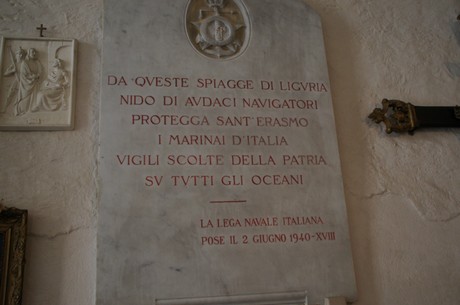 DA QVESTE SPIAGGE DI LIGVRIA
NIDO DI AVDACI NAVIGATORI
PROTEGGA SANT'ERASMO
I MARINAI D'ITALIA
VIGILI SCOLTE DELLA PATRIA
SV TVTTI GLI OCEANI
LA LEGA NAVALE ITALIANA
POSE IL 2 GIUGNO 1940-XVIII